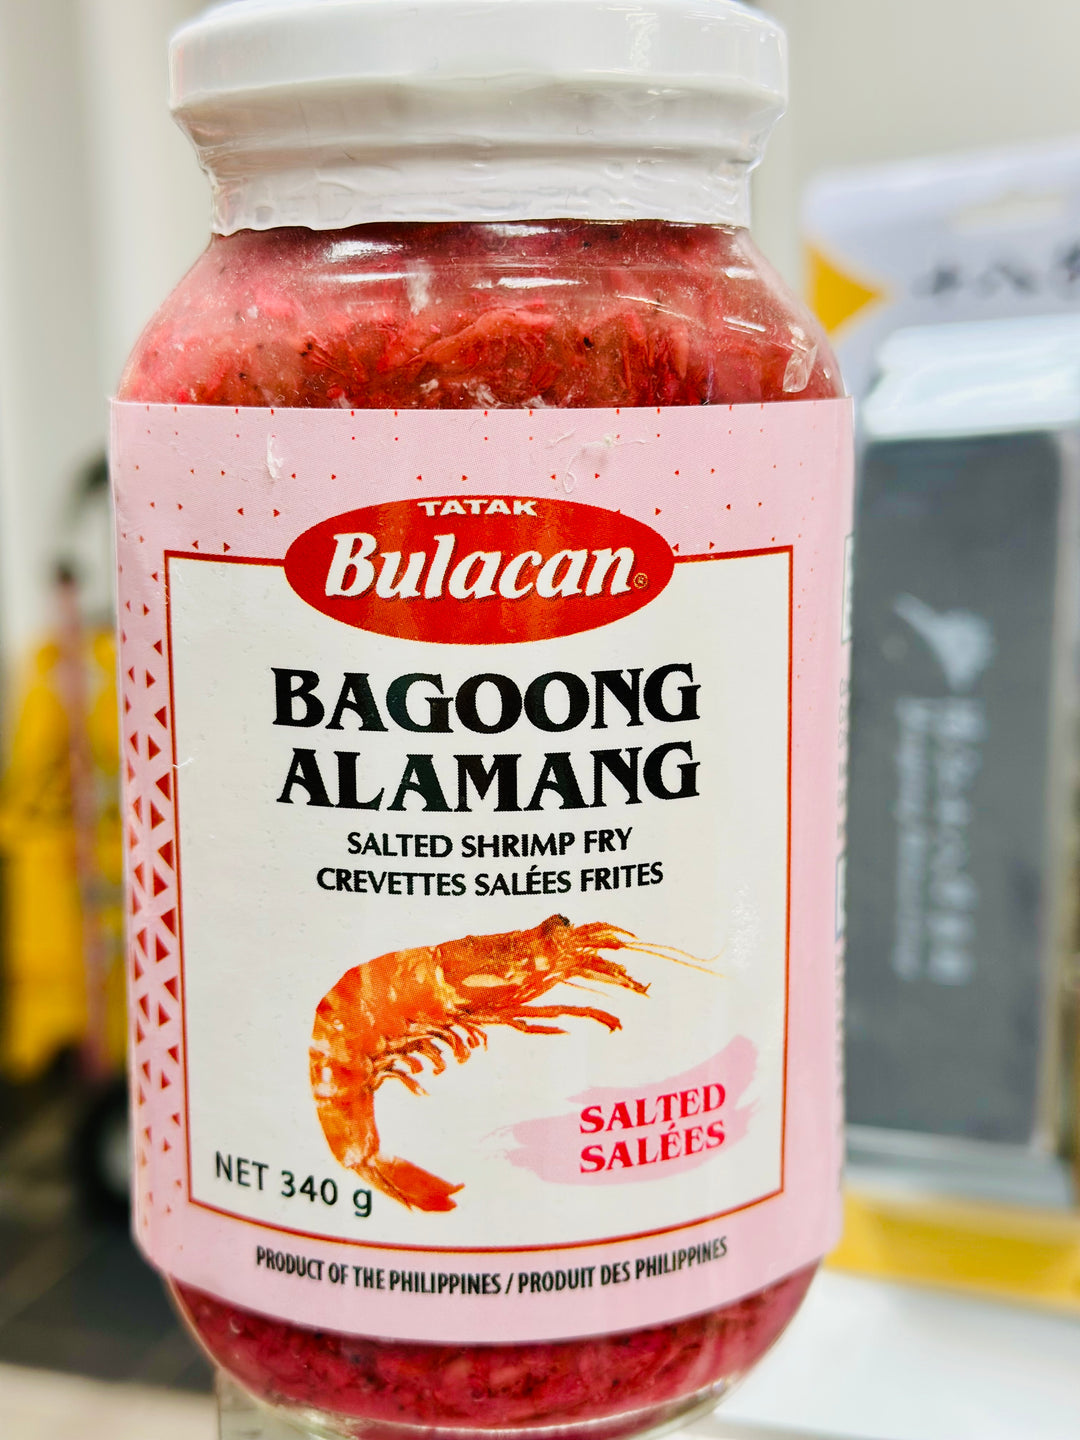 TATAK
Bulacan®
BAGOONG
ALAMANG
SALTED SHRIMP FRY
CREVETTES SALÉES FRITES
SALTED
SALÉES
NET 340 g
PRODUCT OF THE PHILIPPINES / PRODUIT DES PHILIPPINES